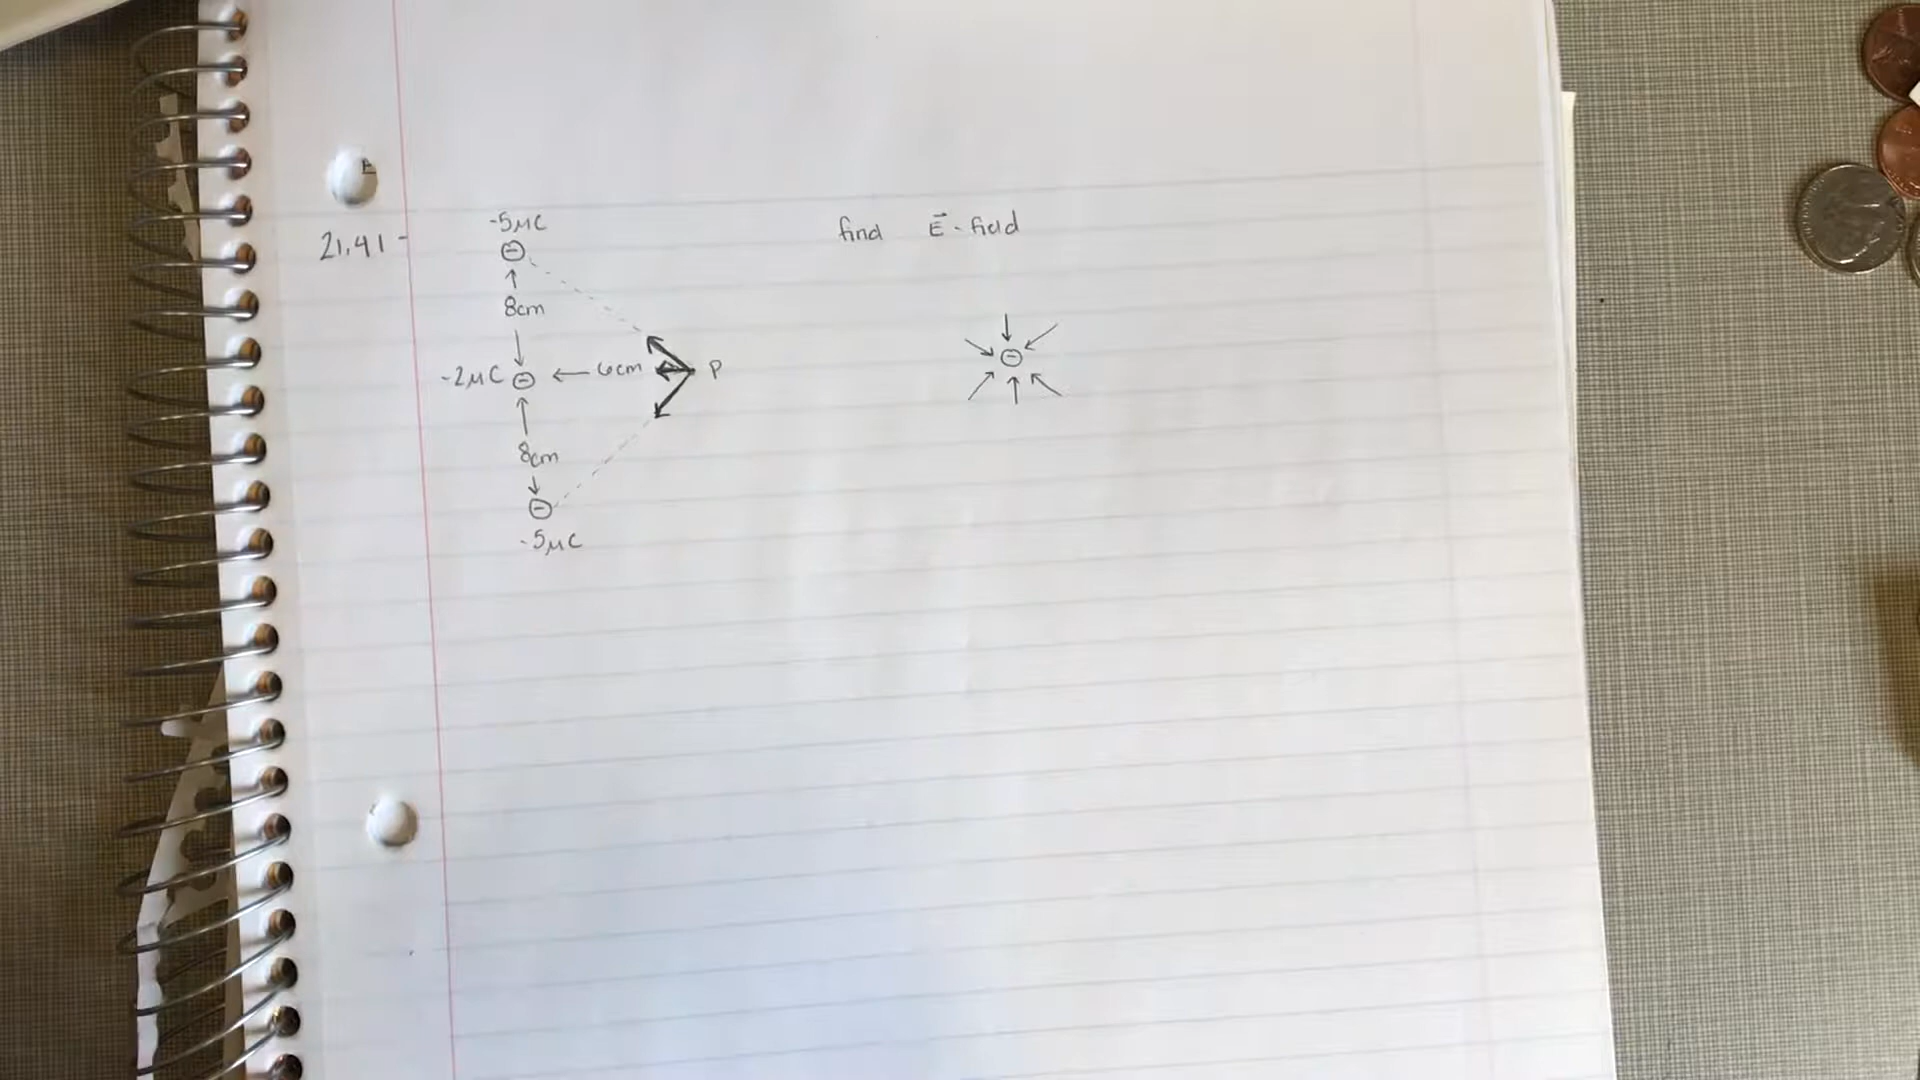 -5μC
find E⃗ - field
21.41 -
⊖
8cm
-2μC ⊖ ← 6cm P
⊖
8cm
⊖
-5μC